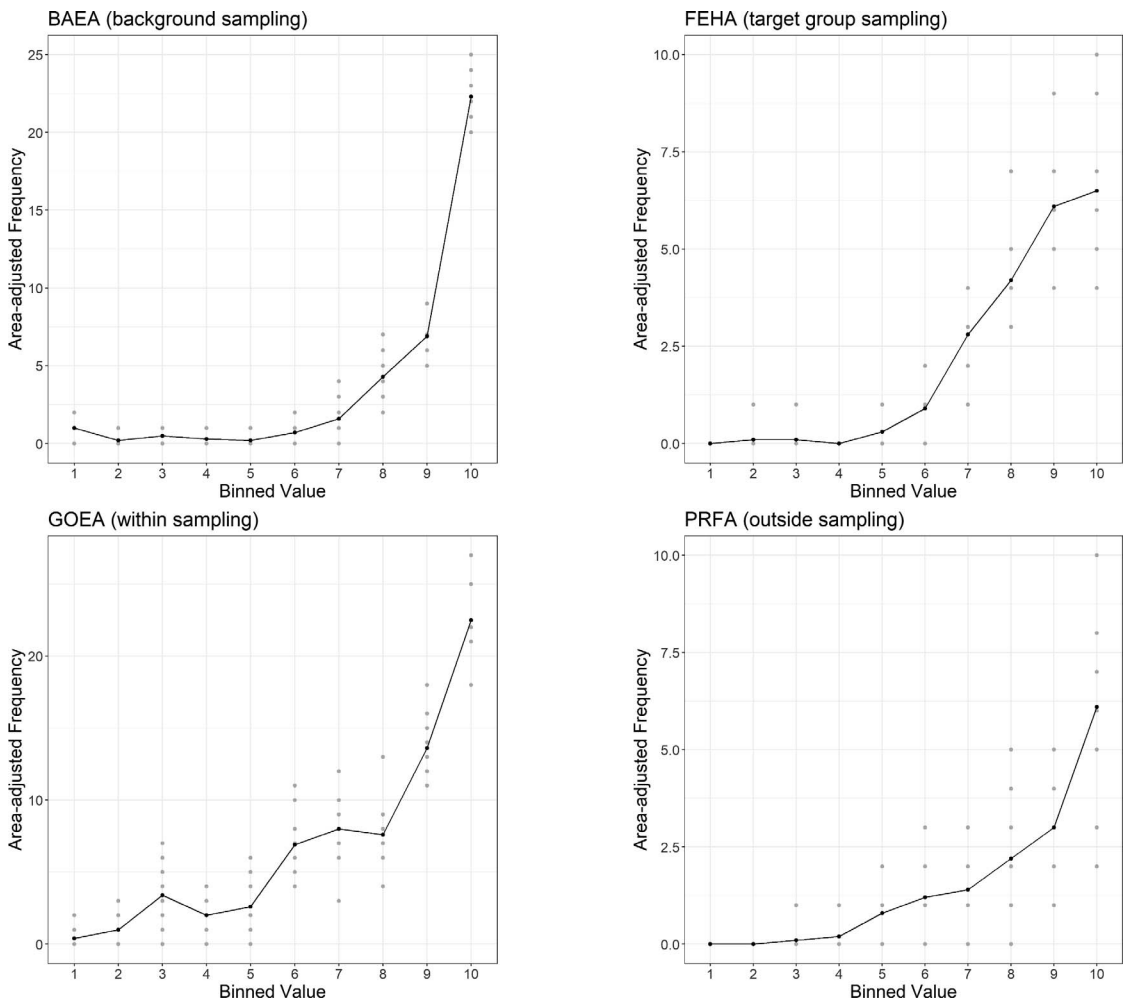 BAEA (background sampling)
25
20
15
10
5
0
Area-adjusted Frequency
1 2 3 4 5 6 7 8 9 10
Binned Value
FEHA (target group sampling)
10.0
7.5
5.0
2.5
0.0
Area-adjusted Frequency
1 2 3 4 5 6 7 8 9 10
Binned Value
GOEA (within sampling)
20
10
0
Area-adjusted Frequency
1 2 3 4 5 6 7 8 9 10
Binned Value
PRFA (outside sampling)
10.0
7.5
5.0
2.5
0.0
Area-adjusted Frequency
1 2 3 4 5 6 7 8 9 10
Binned Value